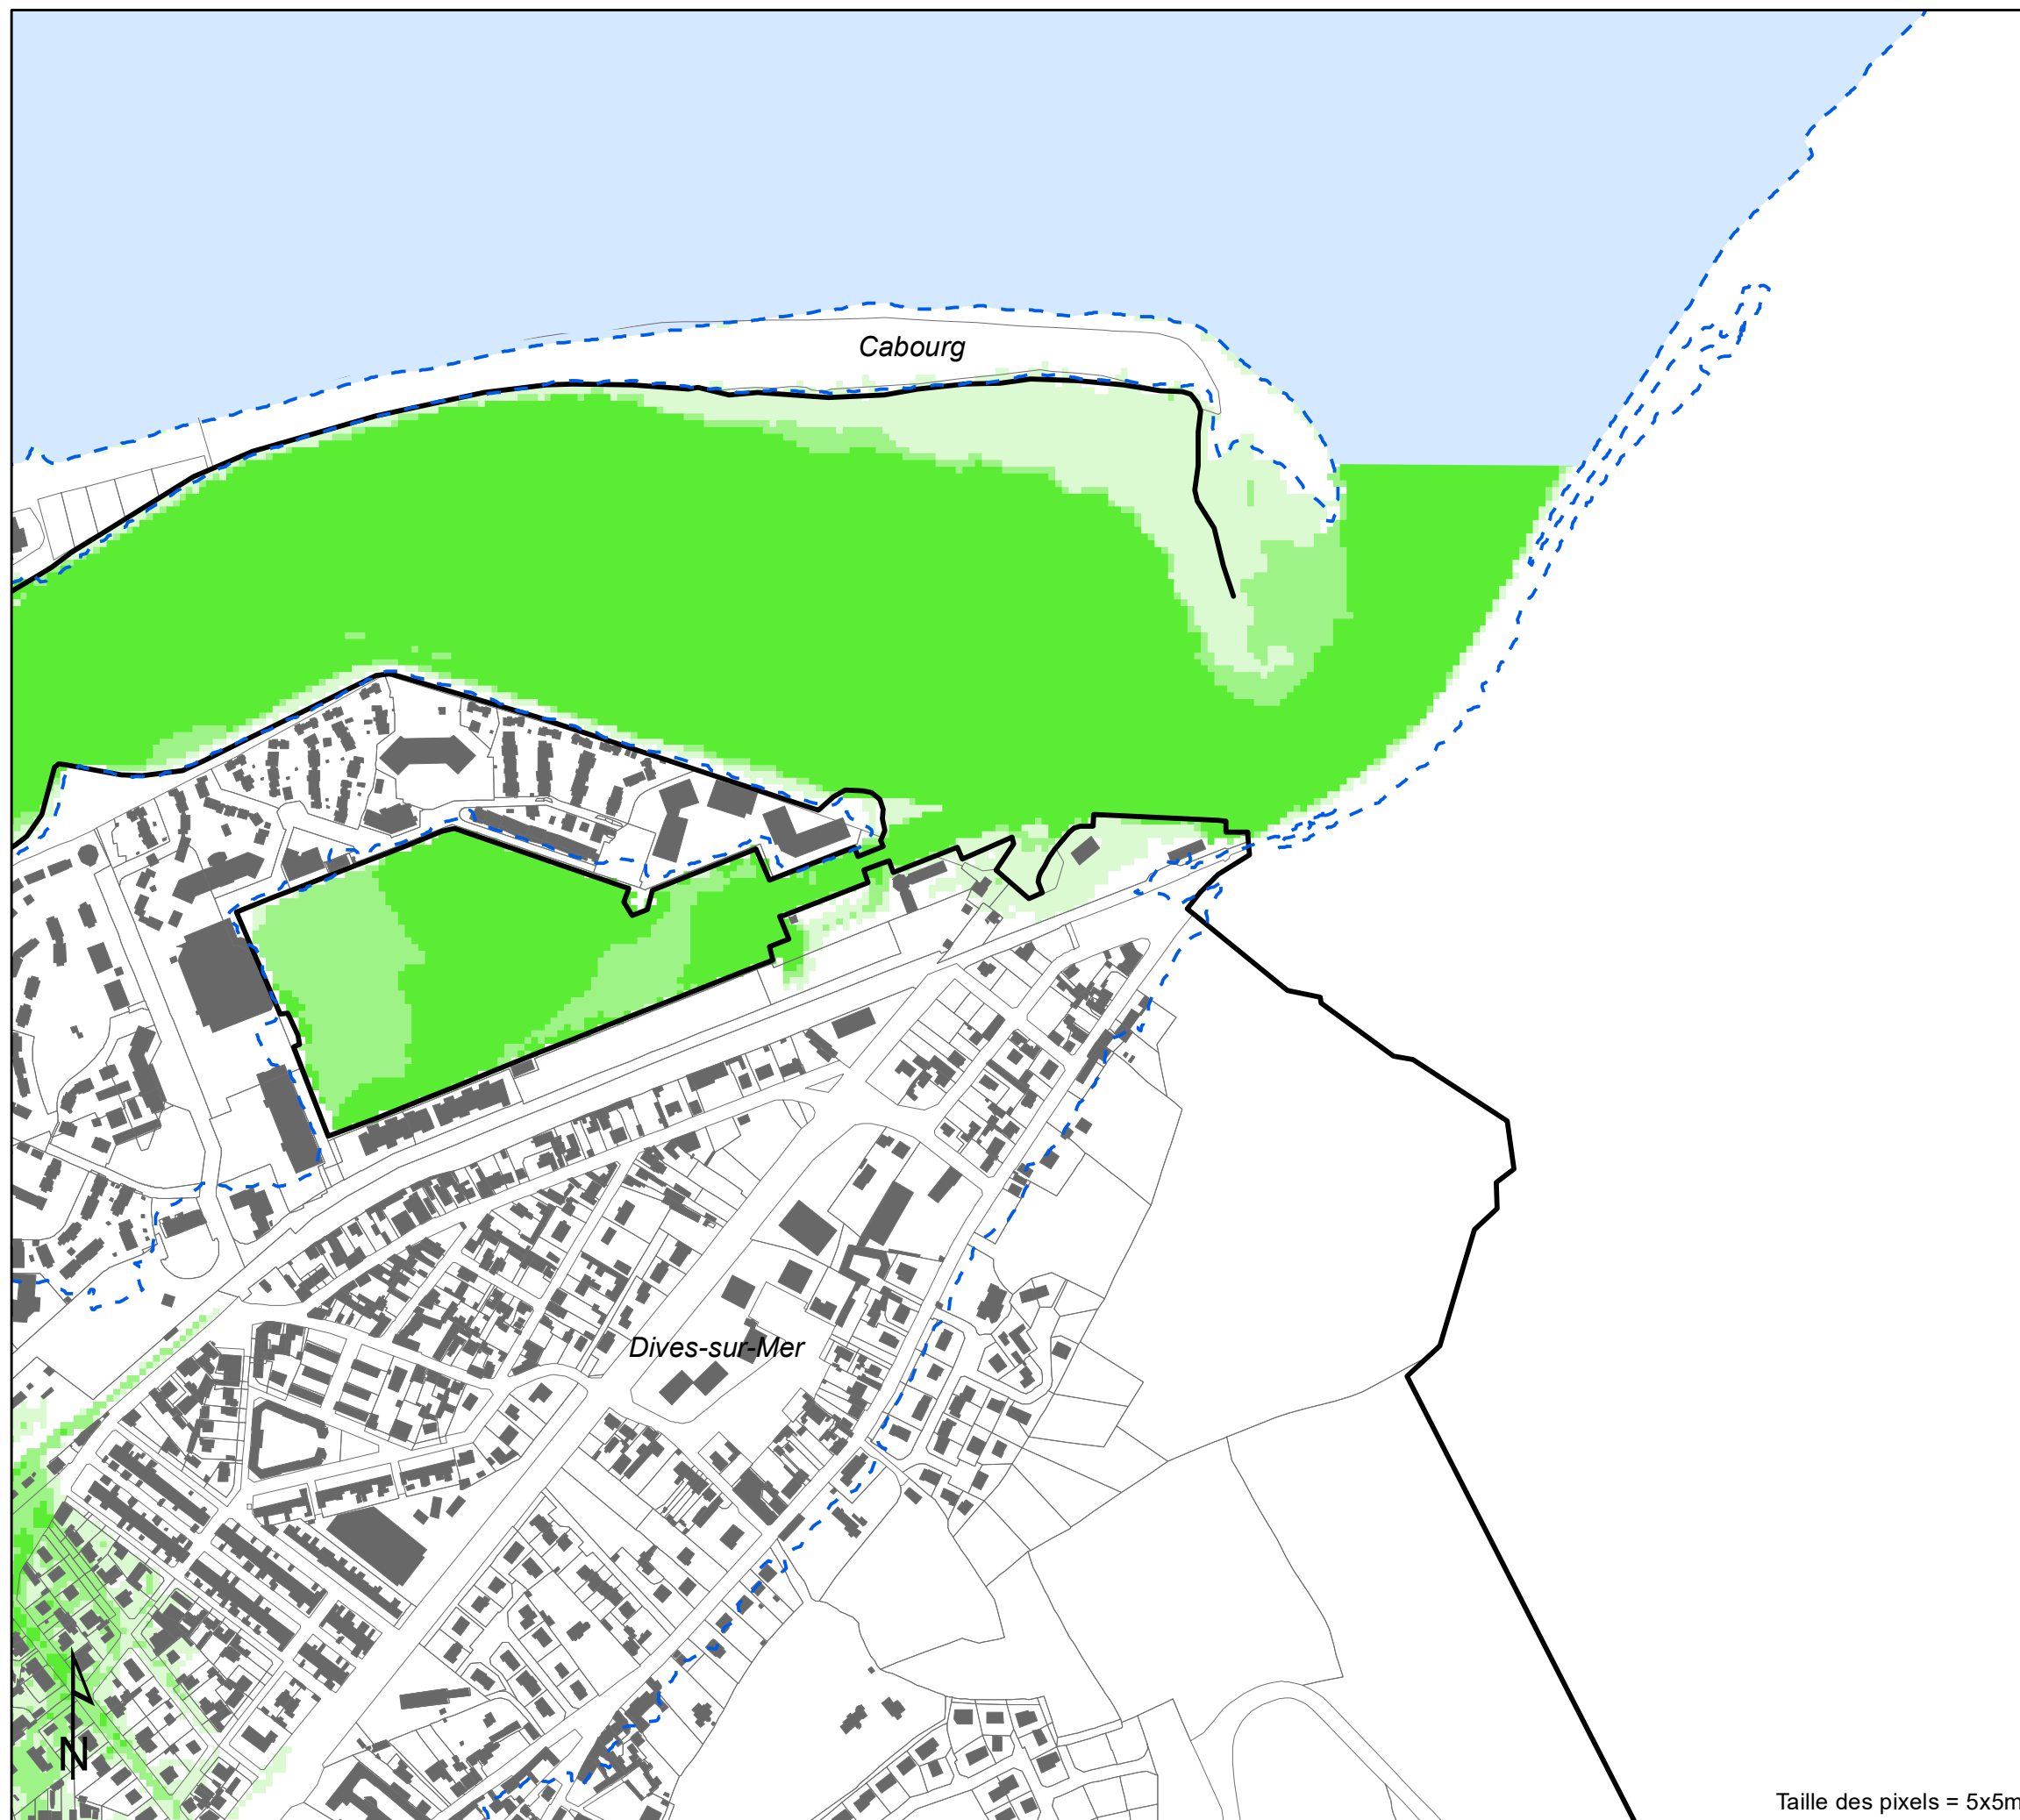 Cabourg
Dives-sur-Mer
N
Taille des pixels = 5x5m